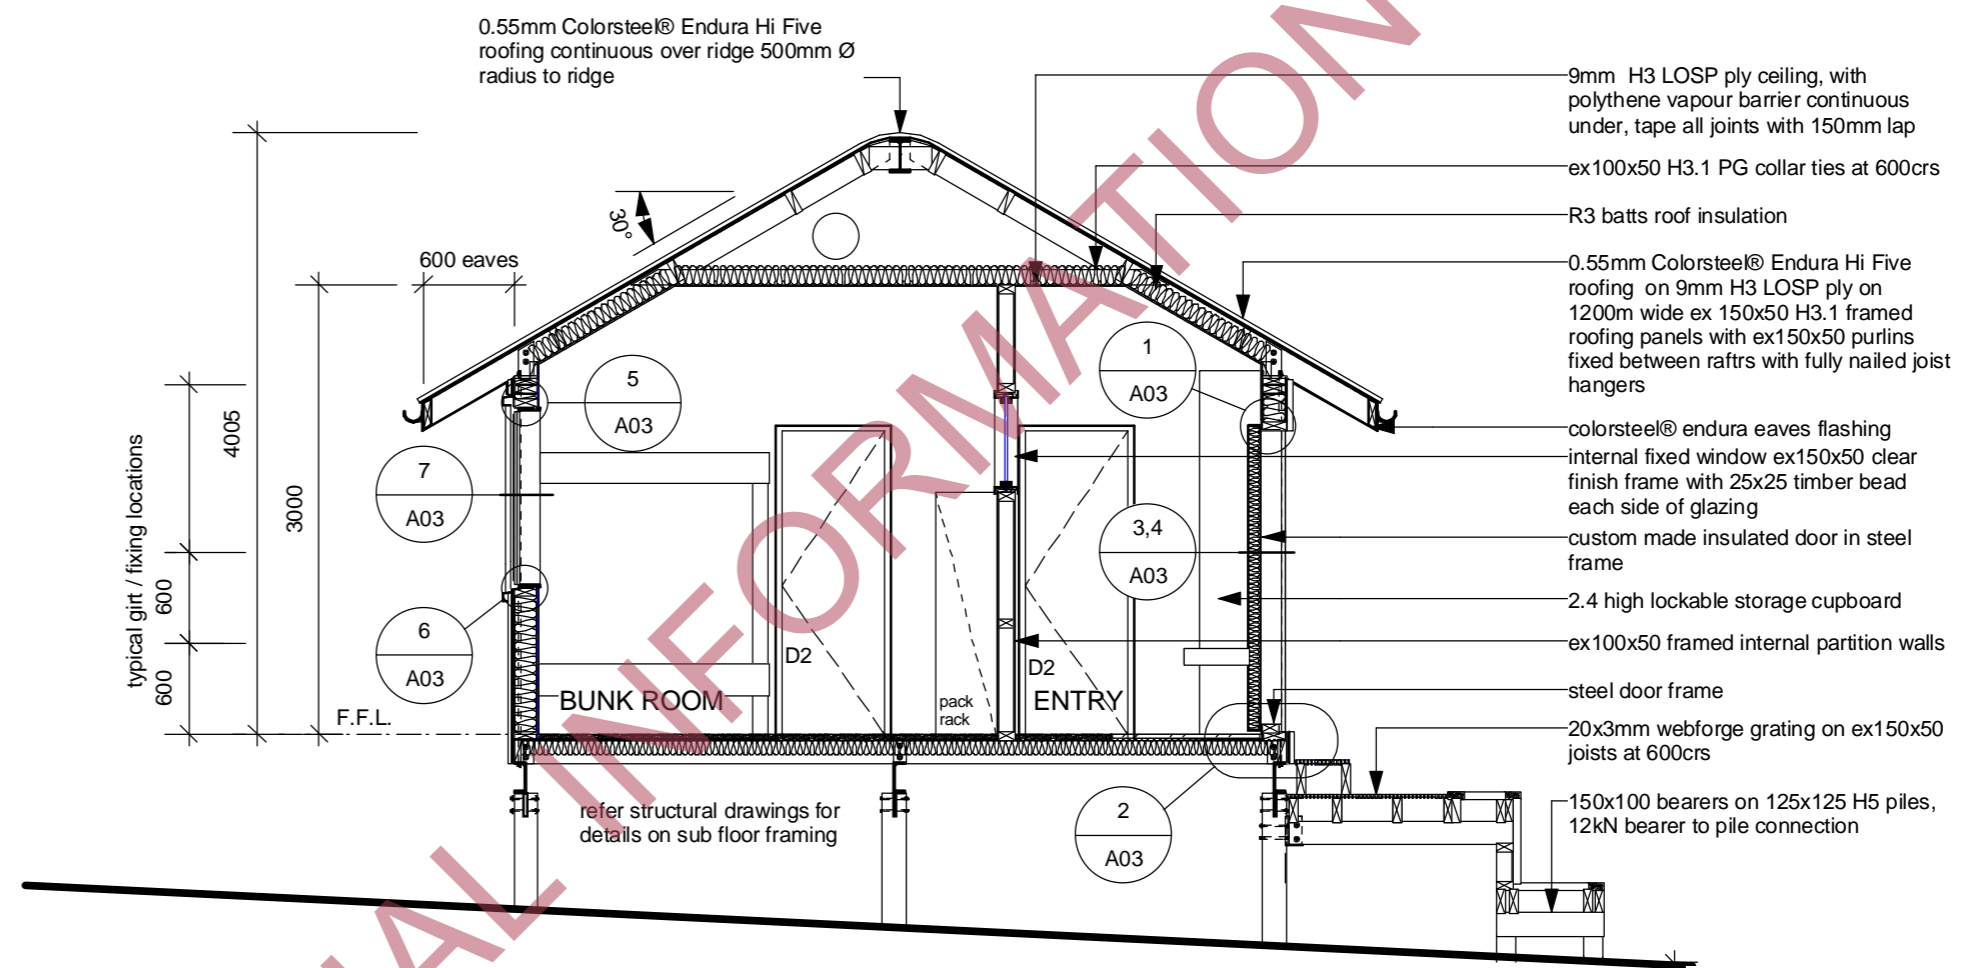 0.55mm Colorsteel® Endura Hi Five
roofing continuous over ridge 500mm Ø
radius to ridge
9mm H3 LOSP ply ceiling, with
polythene vapour barrier continuous
under, tape all joints with 150mm lap
ex100x50 H3.1 PG collar ties at 600crs
R3 batts roof insulation
0.55mm Colorsteel® Endura Hi Five
roofing on 9mm H3 LOSP ply on
1200m wide ex 150x50 H3.1 framed
roofing panels with ex150x50 purlins
fixed between raftrs with fully nailed joist
hangers
colorsteel® endura eaves flashing
internal fixed window ex150x50 clear
finish frame with 25x25 timber bead
each side of glazing
custom made insulated door in steel
frame
2.4 high lockable storage cupboard
ex100x50 framed internal partition walls
steel door frame
20x3mm webforge grating on ex150x50
joists at 600crs
150x100 bearers on 125x125 H5 piles,
12kN bearer to pile connection
30°
600 eaves
4005
3000
typical girt / fixing locations
600
600
F.F.L.
5
A03
7
A03
6
A03
1
A03
3,4
A03
2
A03
D2
D2
BUNK ROOM
pack
rack
ENTRY
refer structural drawings for
details on sub floor framing
AL INFORMATION